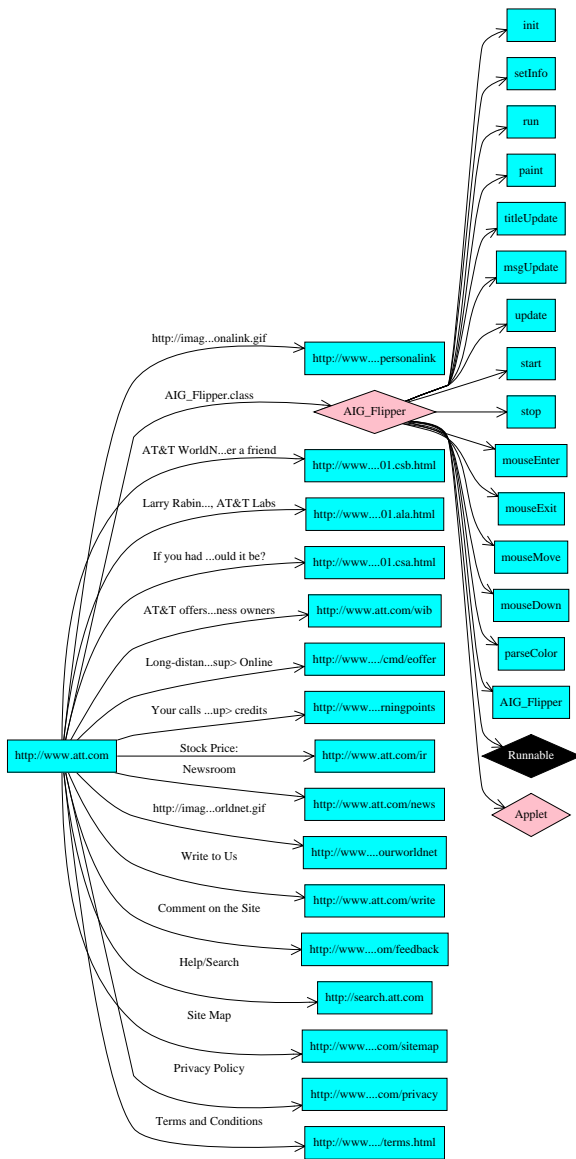 init
setInfo
run
paint
titleUpdate
msgUpdate
update
http://imag...onalink.gif
http://www....personalink
start
AIG_Flipper.class
AIG_Flipper
stop
AT&T WorldN...er a friend
http://www....01.csb.html
mouseEnter
Larry Rabin..., AT&T Labs
http://www....01.ala.html
mouseExit
If you had ...ould it be?
http://www....01.csa.html
mouseMove
AT&T offers...ness owners
http://www.att.com/wib
mouseDown
Long-distan...sup> Online
http://www..../cmd/eoffer
parseColor
Your calls ...up> credits
http://www....rningpoints
AIG_Flipper
http://www.att.com
Stock Price:
http://www.att.com/ir
Runnable
Newsroom
http://www.att.com/news
Applet
http://imag...orldnet.gif
http://www....ourworldnet
Write to Us
http://www.att.com/write
Comment on the Site
http://www....om/feedback
Help/Search
http://search.att.com
Site Map
http://www....com/sitemap
Privacy Policy
http://www....com/privacy
Terms and Conditions
http://www..../terms.html